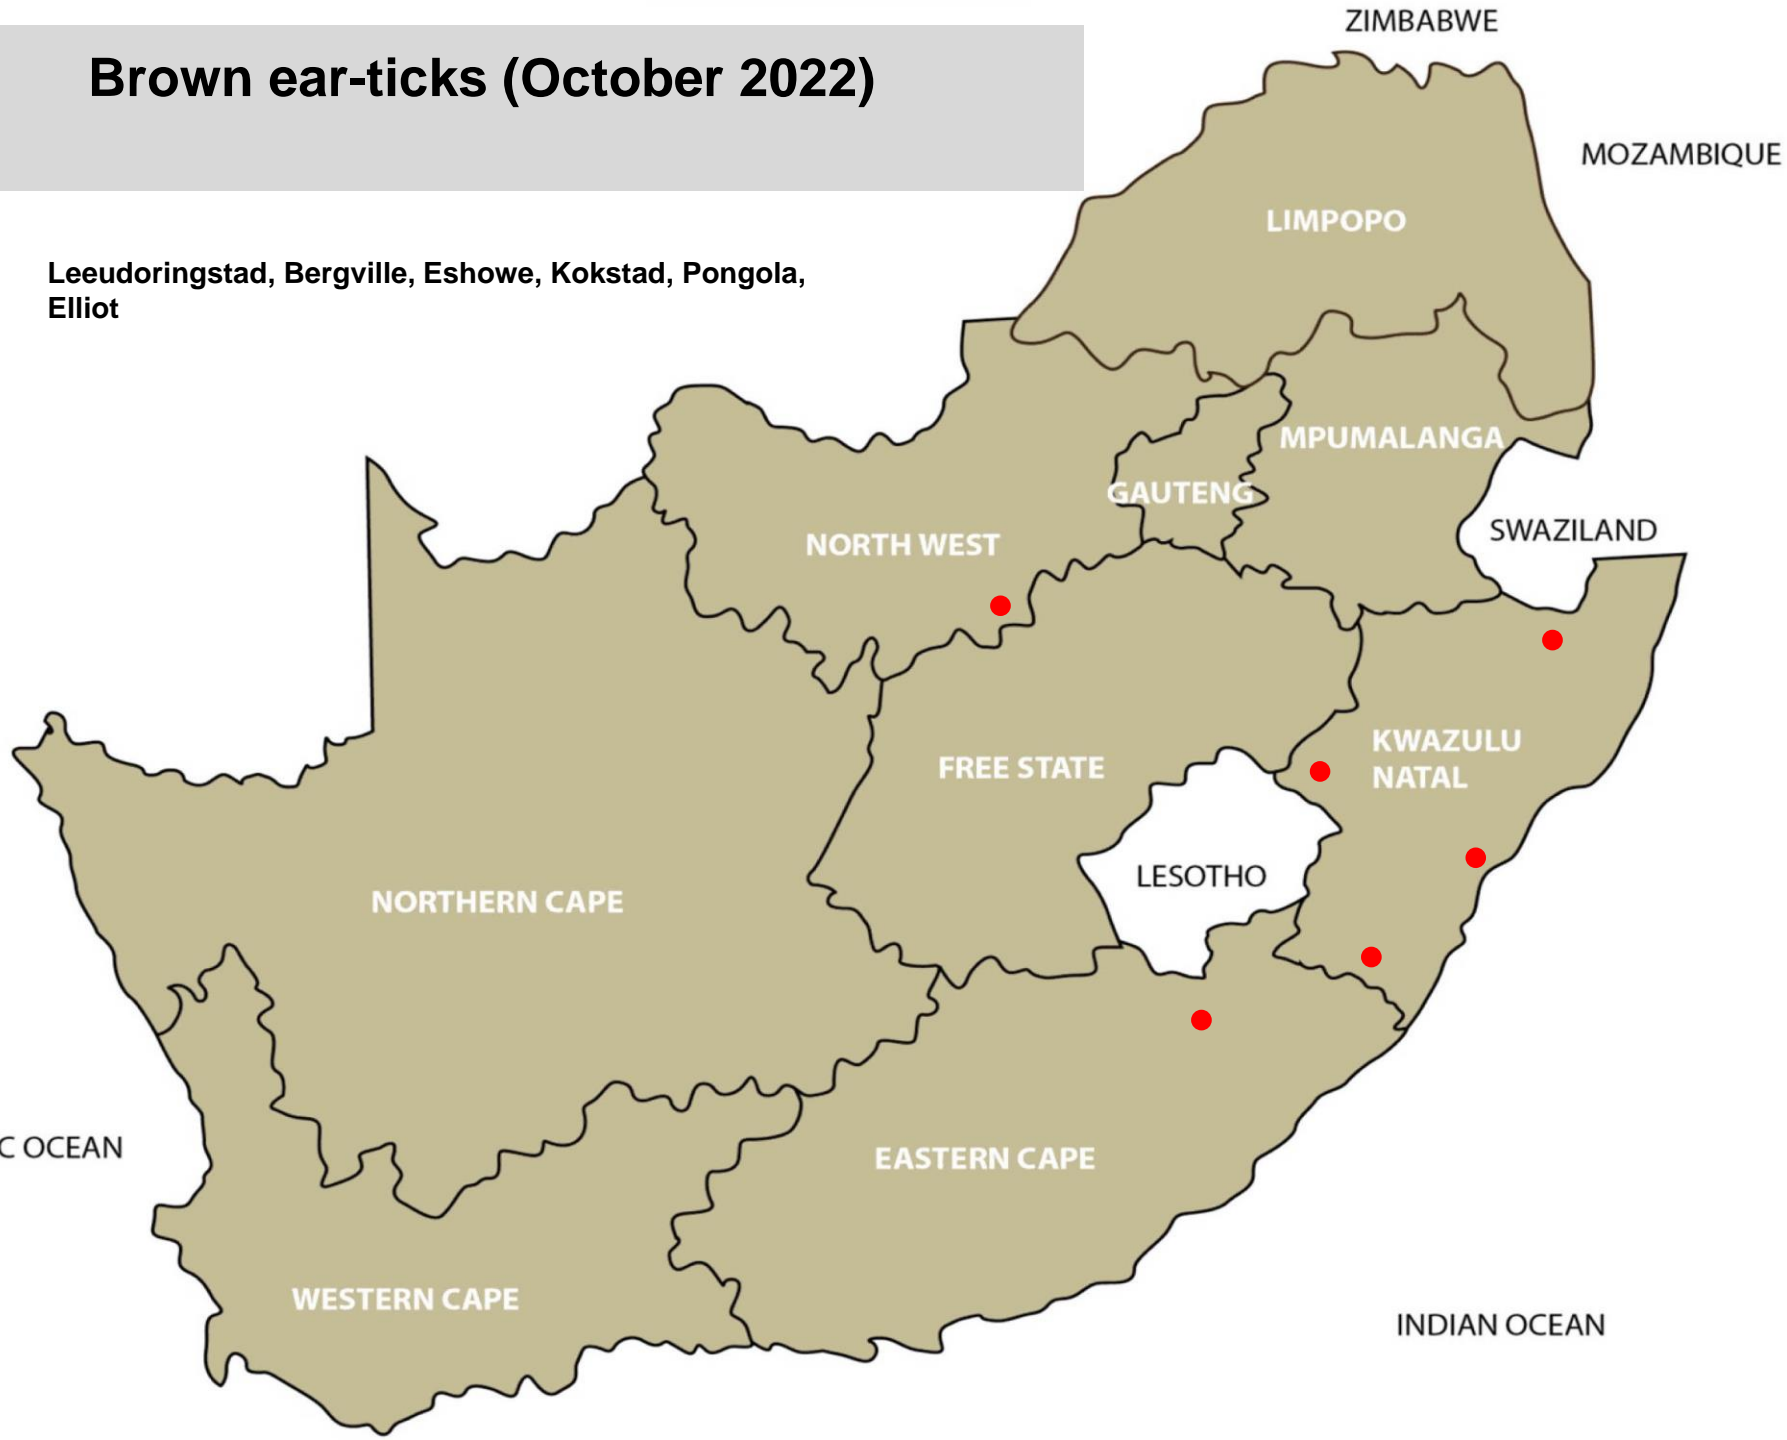 ZIMBABWE
Brown ear-ticks (October 2022)
MOZAMBIQUE
LIMPOPO
Leeudoringstad, Bergville, Eshowe, Kokstad, Pongola,
Elliot
MPUMALANGA
GAUTENG
SWAZILAND
NORTH WEST
KWAZULU
NATAL
FREE STATE
LESOTHO
NORTHERN CAPE
C OCEAN
EASTERN CAPE
WESTERN CAPE
INDIAN OCEAN